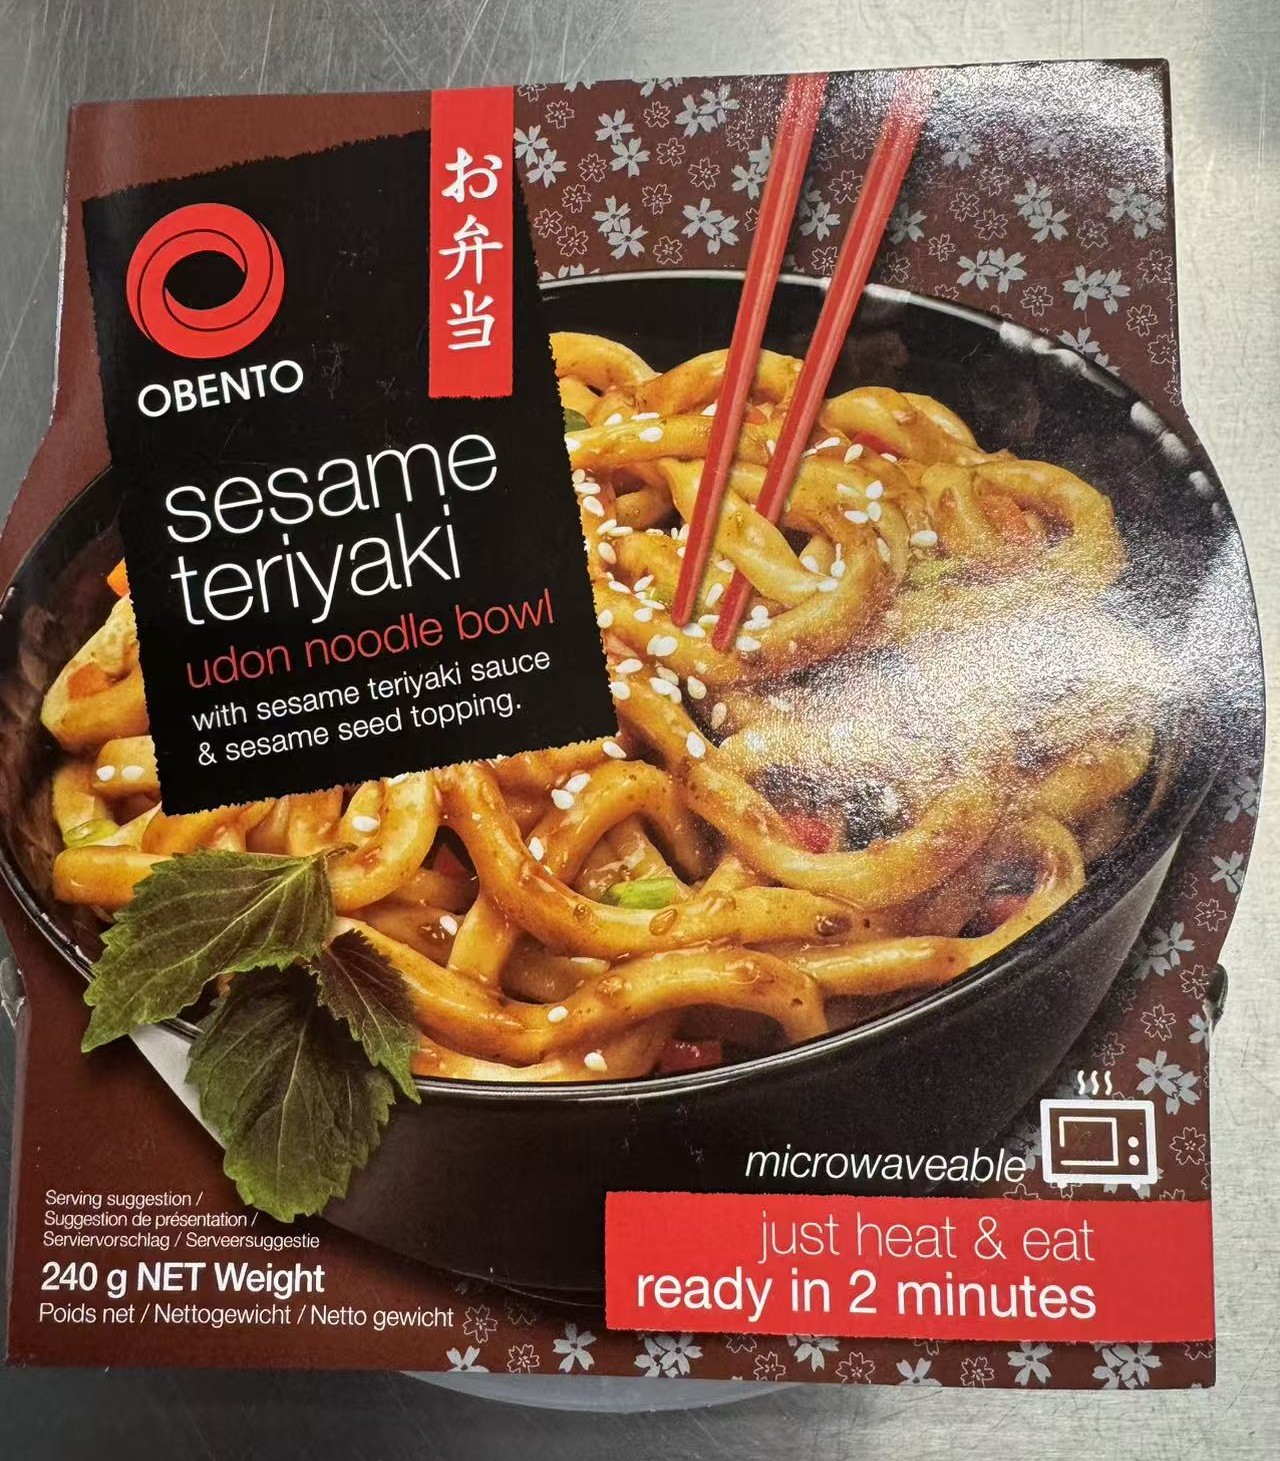 お弁当
OBENTO
sesame
teriyaki
udon noodle bowl
with sesame teriyaki sauce
& sesame seed topping.
microwaveable
just heat & eat
ready in 2 minutes
Serving suggestion /
Suggestion de présentation /
Serviervorschlag / Serveersuggestie
240 g NET Weight
Poids net / Nettogewicht / Netto gewicht